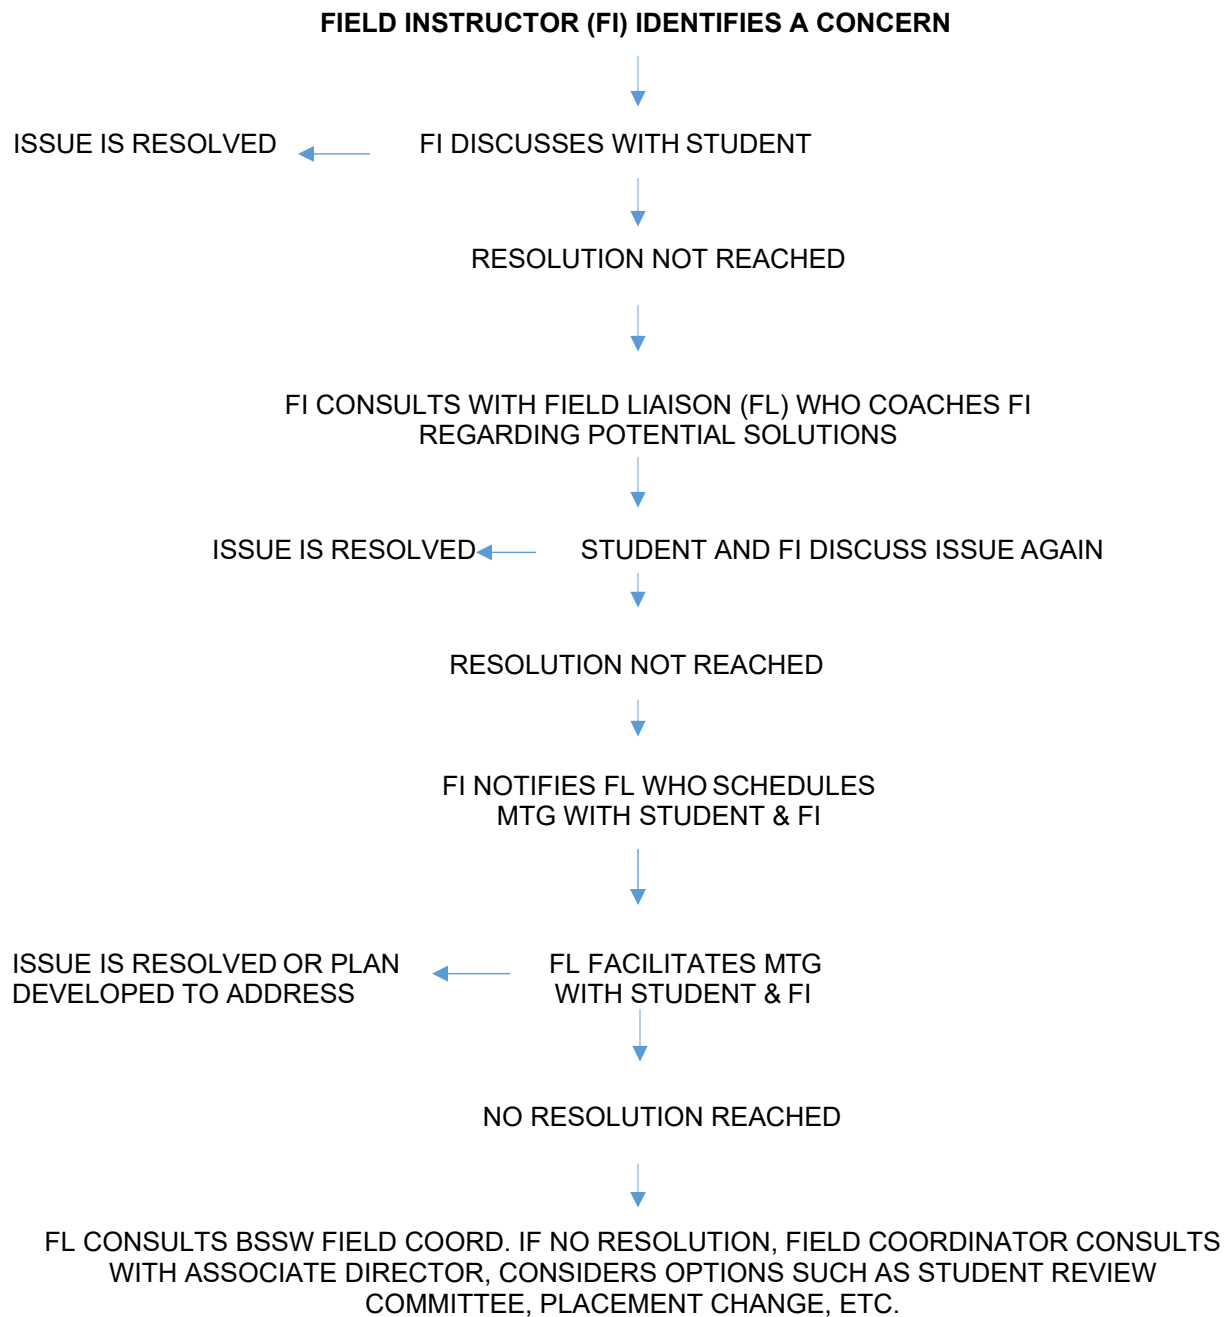 FIELD INSTRUCTOR (FI) IDENTIFIES A CONCERN
ISSUE IS RESOLVED
FI DISCUSSES WITH STUDENT
RESOLUTION NOT REACHED
FI CONSULTS WITH FIELD LIAISON (FL) WHO COACHES FI
REGARDING POTENTIAL SOLUTIONS
ISSUE IS RESOLVED
STUDENT AND FI DISCUSS ISSUE AGAIN
RESOLUTION NOT REACHED
FI NOTIFIES FL WHO SCHEDULES
MTG WITH STUDENT & FI
ISSUE IS RESOLVED OR PLAN
DEVELOPED TO ADDRESS
FL FACILITATES MTG
WITH STUDENT & FI
NO RESOLUTION REACHED
FL CONSULTS BSSW FIELD COORD. IF NO RESOLUTION, FIELD COORDINATOR CONSULTS
WITH ASSOCIATE DIRECTOR, CONSIDERS OPTIONS SUCH AS STUDENT REVIEW
COMMITTEE, PLACEMENT CHANGE, ETC.